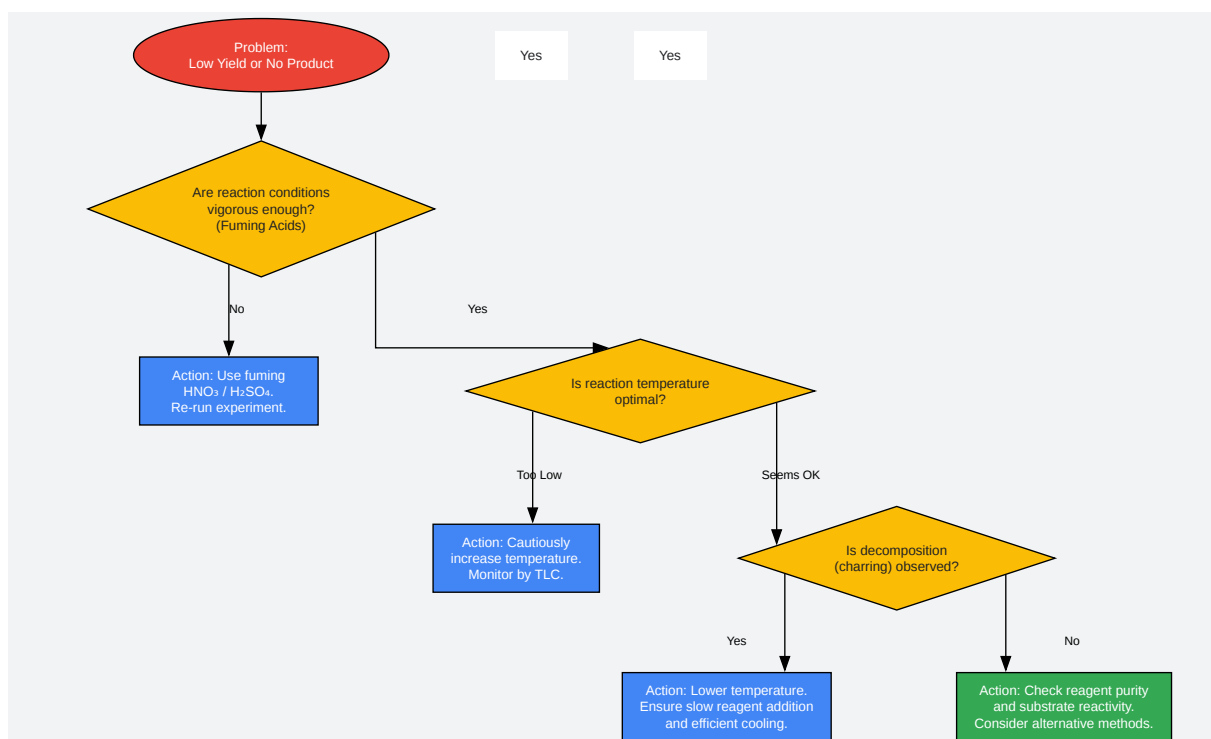 Problem:
Low Yield or No Product
Yes
Yes
Are reaction conditions
vigorous enough?
(Fuming Acids)
No
Yes
Action: Use fuming
HNO₃ / H₂SO₄.
Re-run experiment.
Is reaction temperature
optimal?
Too Low
Seems OK
Action: Cautiously
increase temperature.
Monitor by TLC.
Is decomposition
(charring) observed?
Yes
No
Action: Lower temperature.
Ensure slow reagent addition
and efficient cooling.
Action: Check reagent purity
and substrate reactivity.
Consider alternative methods.